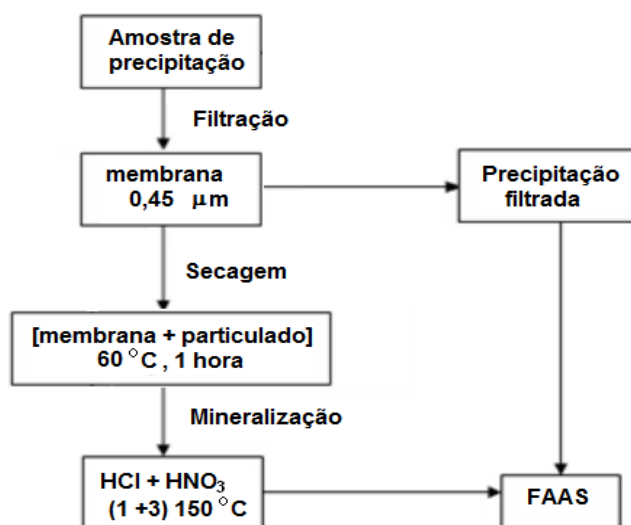 Amostra de
precipitação
Filtração
membrana
0,45 µm
Precipitação
filtrada
Secagem
[membrana + particulado]
60 °C , 1 hora
Mineralização
HCl + HNO₃
(1 +3) 150 °C
FAAS